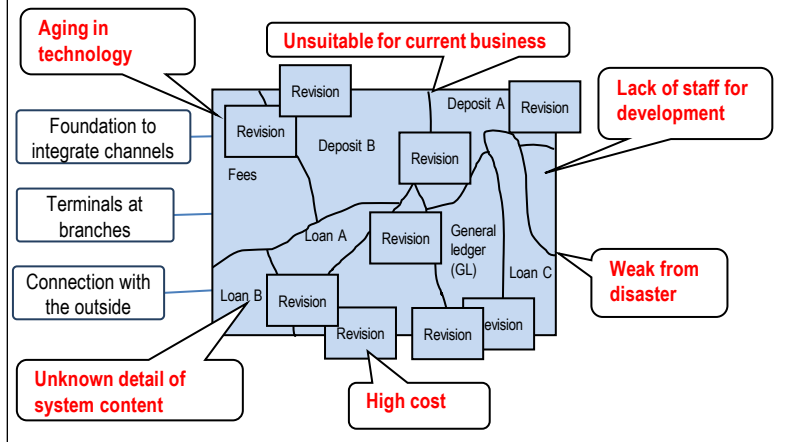 Aging in
technology
Unsuitable for current business
Lack of staff for
development
Revision
Deposit A
Revision
Revision
Foundation to
integrate channels
Deposit B
Revision
Fees
Terminals at
branches
Loan A
Revision
General
ledger
(GL)
Loan C
Weak from
disaster
Connection with
the outside
Loan B
Revision
Revision
Revision
evision
Unknown detail of
system content
High cost